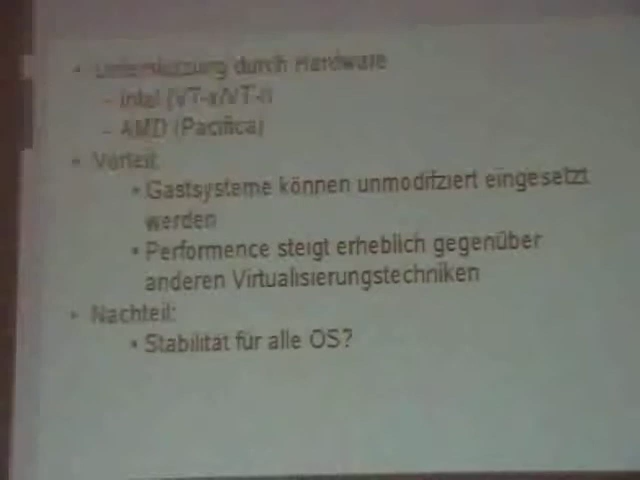 Unterstützung durch Hardware
- Intel (VT-x/VT-i)
- AMD (Pacifica)
Vorteil:
Gastsysteme können unmodifziert eingesetzt
werden
Performence steigt erheblich gegenüber
anderen Virtualisierungstechniken
Nachteil:
Stabilität für alle OS?